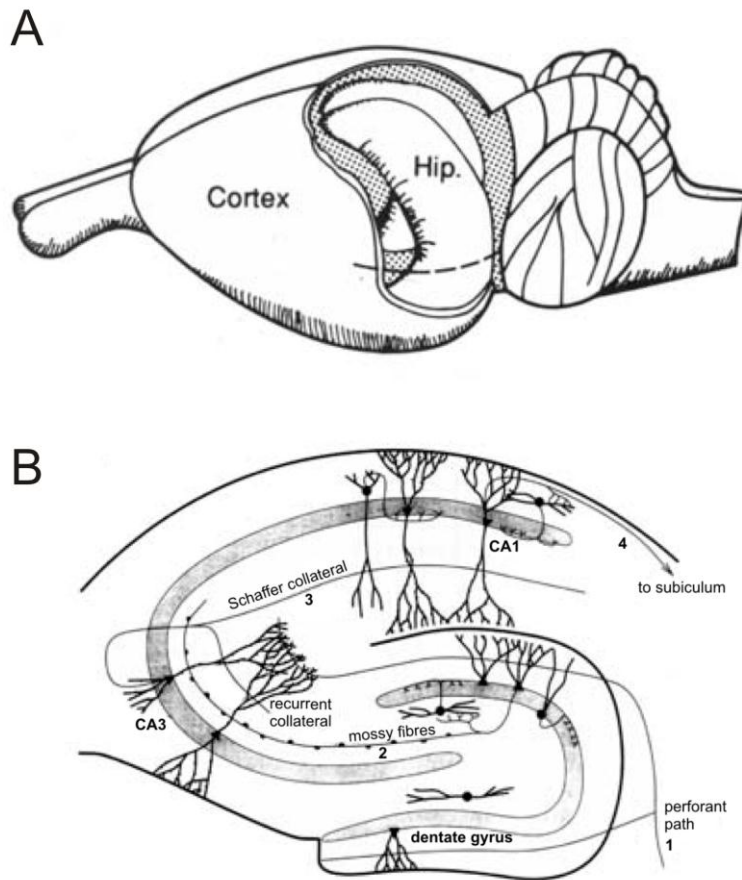 A
Cortex
Hip.
B
CA1
4
to subiculum
Schaffer collateral
3
recurrent
collateral
CA3
mossy fibres
2
perforant
path
1
dentate gyrus